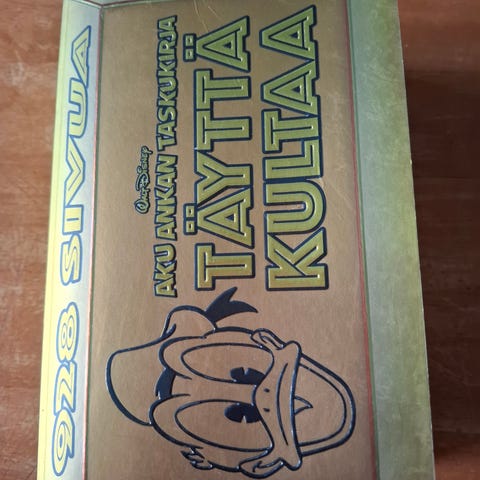 928 SIVUA
Walt Disney
AKU ANKAN TASKUKIRJA
TÄYTTÄ
KULTAA